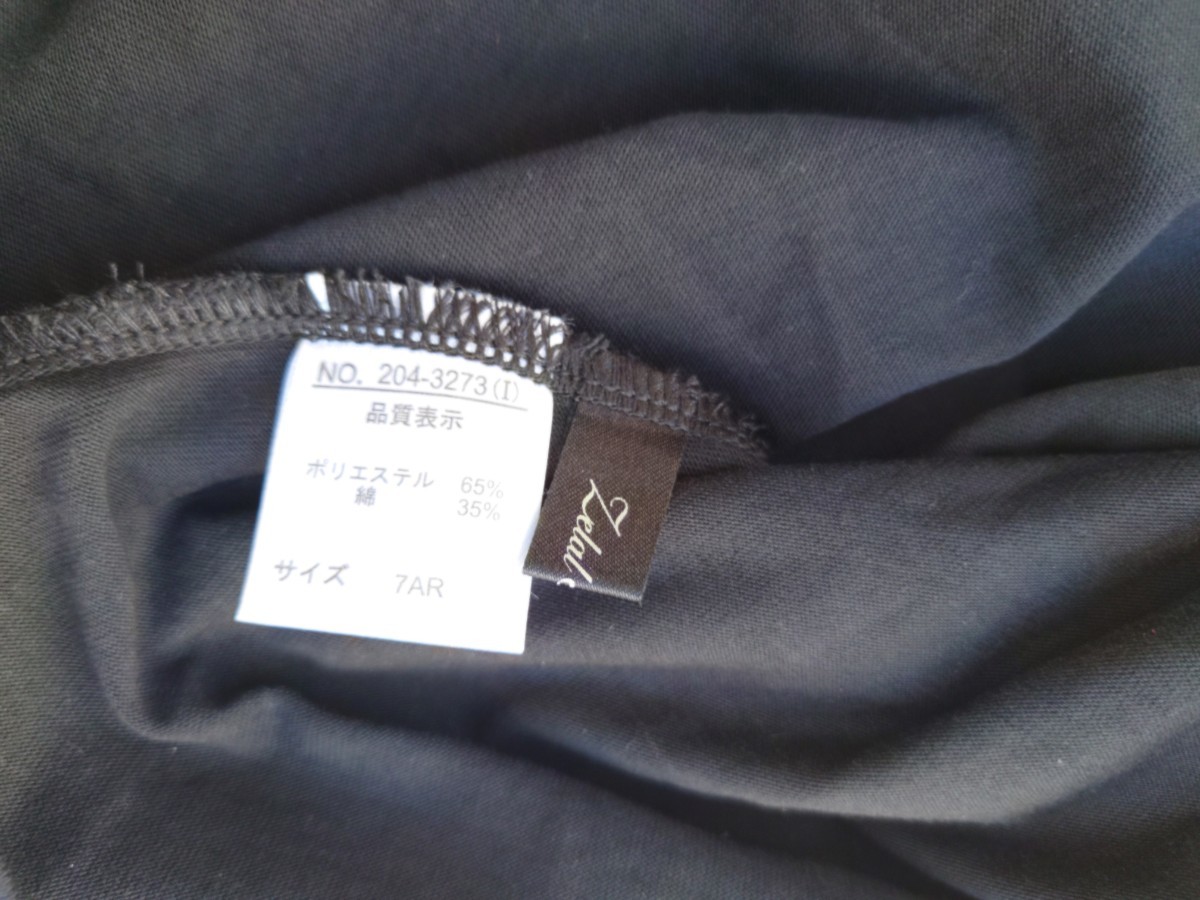 NO. 204-3273(I)
品質表示
ポリエステル 65%
綿 35%
サイズ 7AR
Zelal